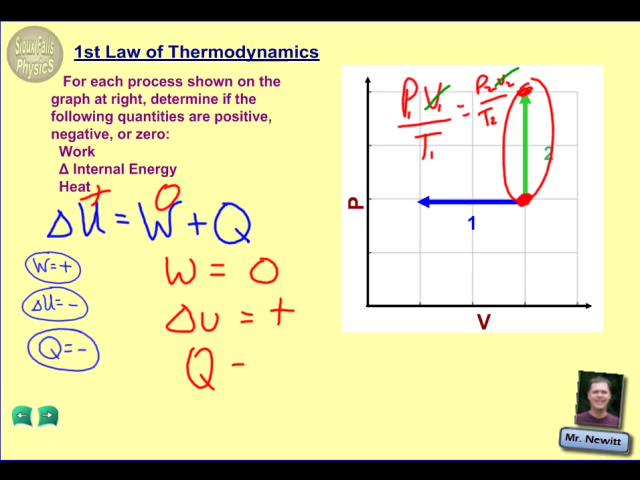 Sioux Falls
Physics
1st Law of Thermodynamics
For each process shown on the
graph at right, determine if the
following quantities are positive,
negative, or zero:
Work
Δ Internal Energy
Heat
+ 0
ΔU = W + Q
W = +
ΔU = -
Q = -
W = 0
Δu = +
Q =
P₁V₁/T₁ = P₂V₂/T₂
2
1
P
V
Mr. Newitt